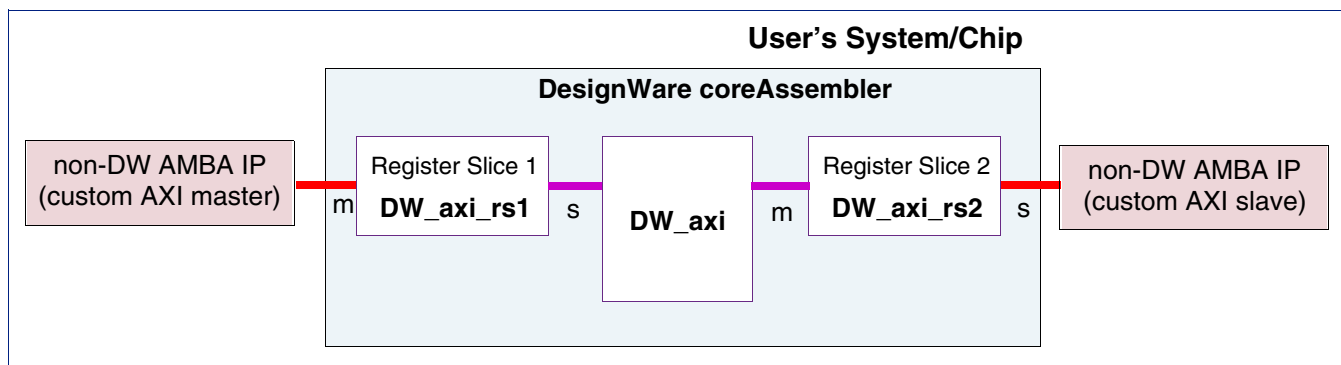 User's System/Chip
DesignWare coreAssembler
non-DW AMBA IP
(custom AXI master)
m
Register Slice 1
DW_axi_rs1
s
DW_axi
m
Register Slice 2
DW_axi_rs2
s
non-DW AMBA IP
(custom AXI slave)